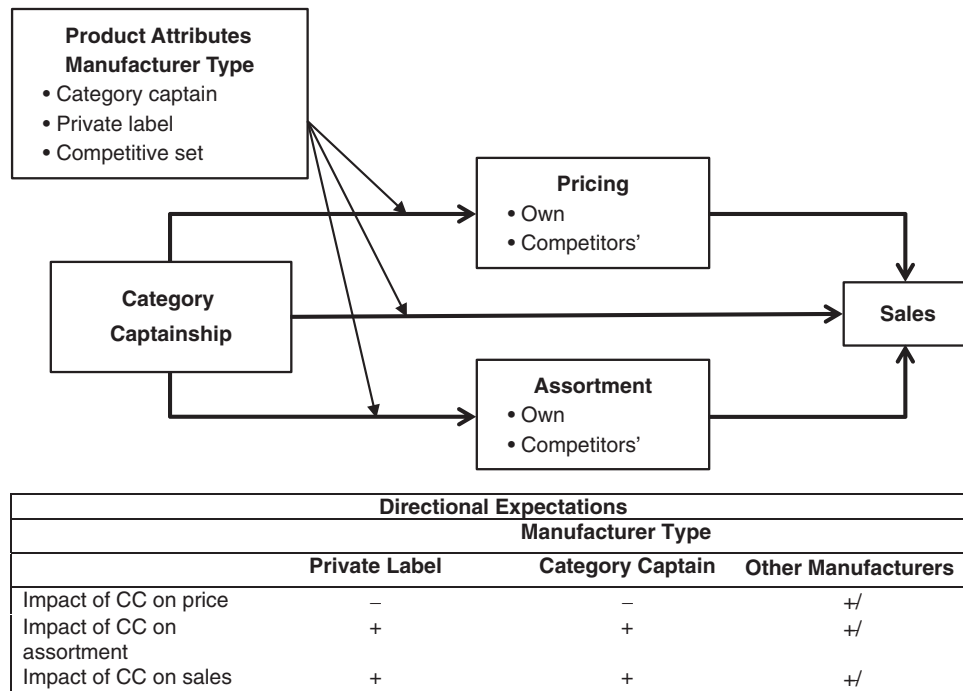 Product Attributes
Manufacturer Type
• Category captain
• Private label
• Competitive set
Pricing
• Own
• Competitors'
Category
Captainship
Sales
Assortment
• Own
• Competitors'
Directional Expectations
Manufacturer Type
Private Label Category Captain Other Manufacturers
Impact of CC on price – – +/
Impact of CC on
assortment + + +/
Impact of CC on sales + + +/